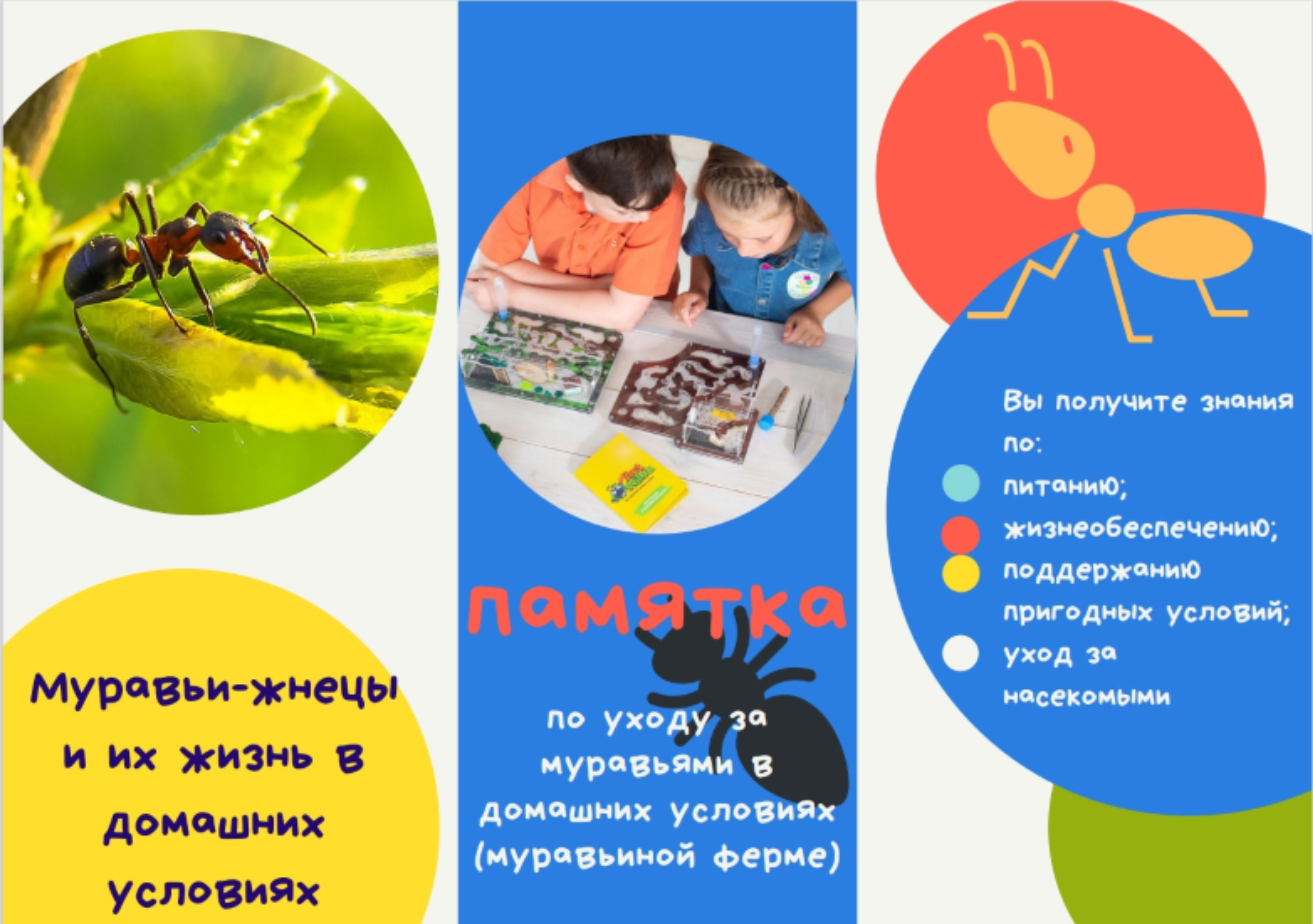 Муравьи-жнецы
и их жизнь в
домашних
условиях
памятка
по уходу за
муравьями в
домашних условиях
(муравьиной ферме)
Вы получите знания
по:
питанию;
жизнеобеспечению;
поддержанию
пригодных условий;
уход за
насекомыми